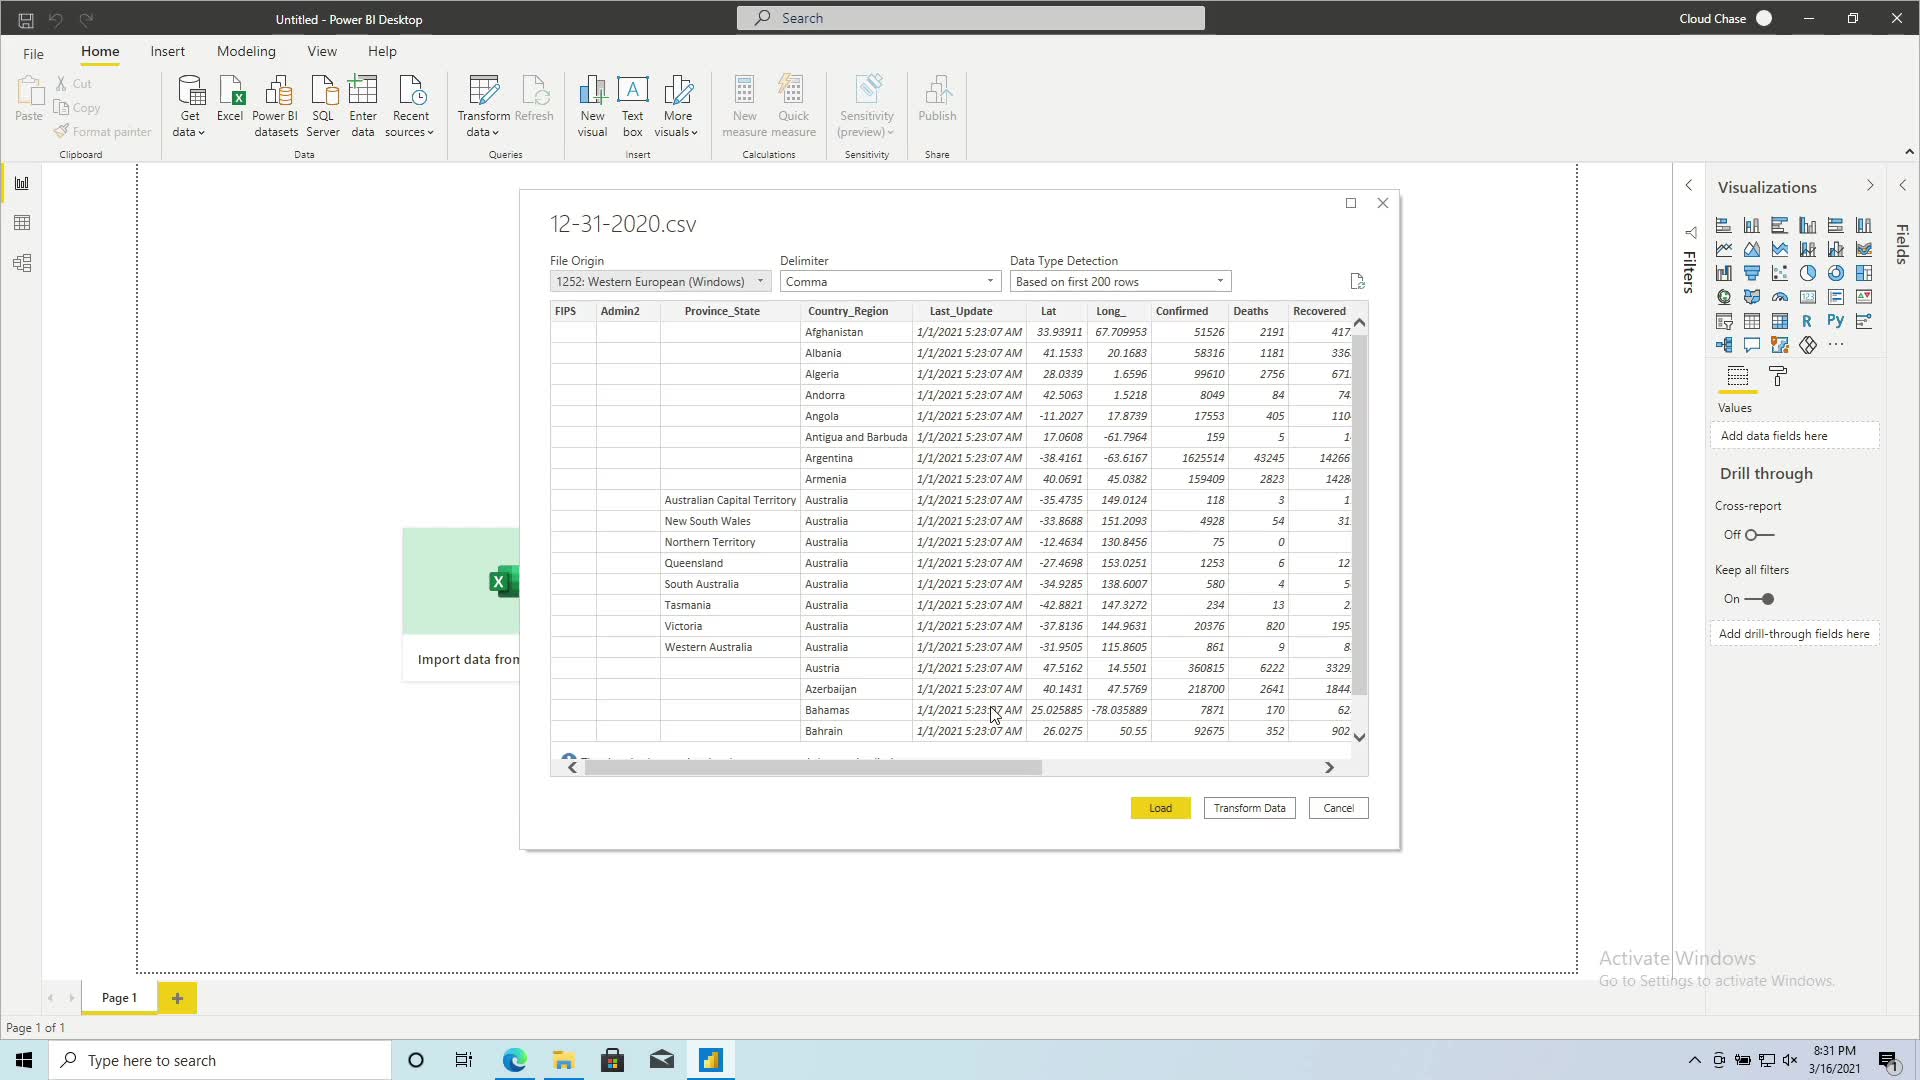 Untitled - Power BI Desktop
Search
Cloud Chase
File
Home
Insert
Modeling
View
Help
Paste
Cut
Copy
Format painter
Clipboard
Get data
Excel
Power BI datasets
SQL Server
Enter data
Recent sources
Data
Transform data
Refresh
Queries
New visual
Text box
More visuals
Insert
New measure
Quick measure
Calculations
Sensitivity (preview)
Sensitivity
Publish
Share
12-31-2020.csv
File Origin
1252: Western European (Windows)
Delimiter
Comma
Data Type Detection
Based on first 200 rows
FIPS Admin2 Province_State Country_Region Last_Update Lat Long_ Confirmed Deaths Recovered
Afghanistan 1/1/2021 5:23:07 AM 33.93911 67.709953 51526 2191 417
Albania 1/1/2021 5:23:07 AM 41.1533 20.1683 58316 1181 336
Algeria 1/1/2021 5:23:07 AM 28.0339 1.6596 99610 2756 671
Andorra 1/1/2021 5:23:07 AM 42.5063 1.5218 8049 84 74
Angola 1/1/2021 5:23:07 AM -11.2027 17.8739 17553 405 110
Antigua and Barbuda 1/1/2021 5:23:07 AM 17.0608 -61.7964 159 5 1
Argentina 1/1/2021 5:23:07 AM -38.4161 -63.6167 1625514 43245 14266
Armenia 1/1/2021 5:23:07 AM 40.0691 45.0382 159409 2823 1428
Australian Capital Territory Australia 1/1/2021 5:23:07 AM -35.4735 149.0124 118 3 1
New South Wales Australia 1/1/2021 5:23:07 AM -33.8688 151.2093 4928 54 31
Northern Territory Australia 1/1/2021 5:23:07 AM -12.4634 130.8456 75 0
Queensland Australia 1/1/2021 5:23:07 AM -27.4698 153.0251 1253 6 12
South Australia Australia 1/1/2021 5:23:07 AM -34.9285 138.6007 580 4 5
Tasmania Australia 1/1/2021 5:23:07 AM -42.8821 147.3272 234 13 2
Victoria Australia 1/1/2021 5:23:07 AM -37.8136 144.9631 20376 820 195
Western Australia Australia 1/1/2021 5:23:07 AM -31.9505 115.8605 861 9 8
Austria 1/1/2021 5:23:07 AM 47.5162 14.5501 360815 6222 3329
Azerbaijan 1/1/2021 5:23:07 AM 40.1431 47.5769 218700 2641 1844
Bahamas 1/1/2021 5:23:07 AM 25.025885 -78.035889 7871 170 62
Bahrain 1/1/2021 5:23:07 AM 26.0275 50.55 92675 352 902
Load
Transform Data
Cancel
Import data from
Filters
Visualizations
Fields
123
R
Py
Values
Add data fields here
Drill through
Cross-report
Off
Keep all filters
On
Add drill-through fields here
Activate Windows
Go to Settings to activate Windows.
Page 1
Page 1 of 1
Type here to search
8:31 PM
3/16/2021
1